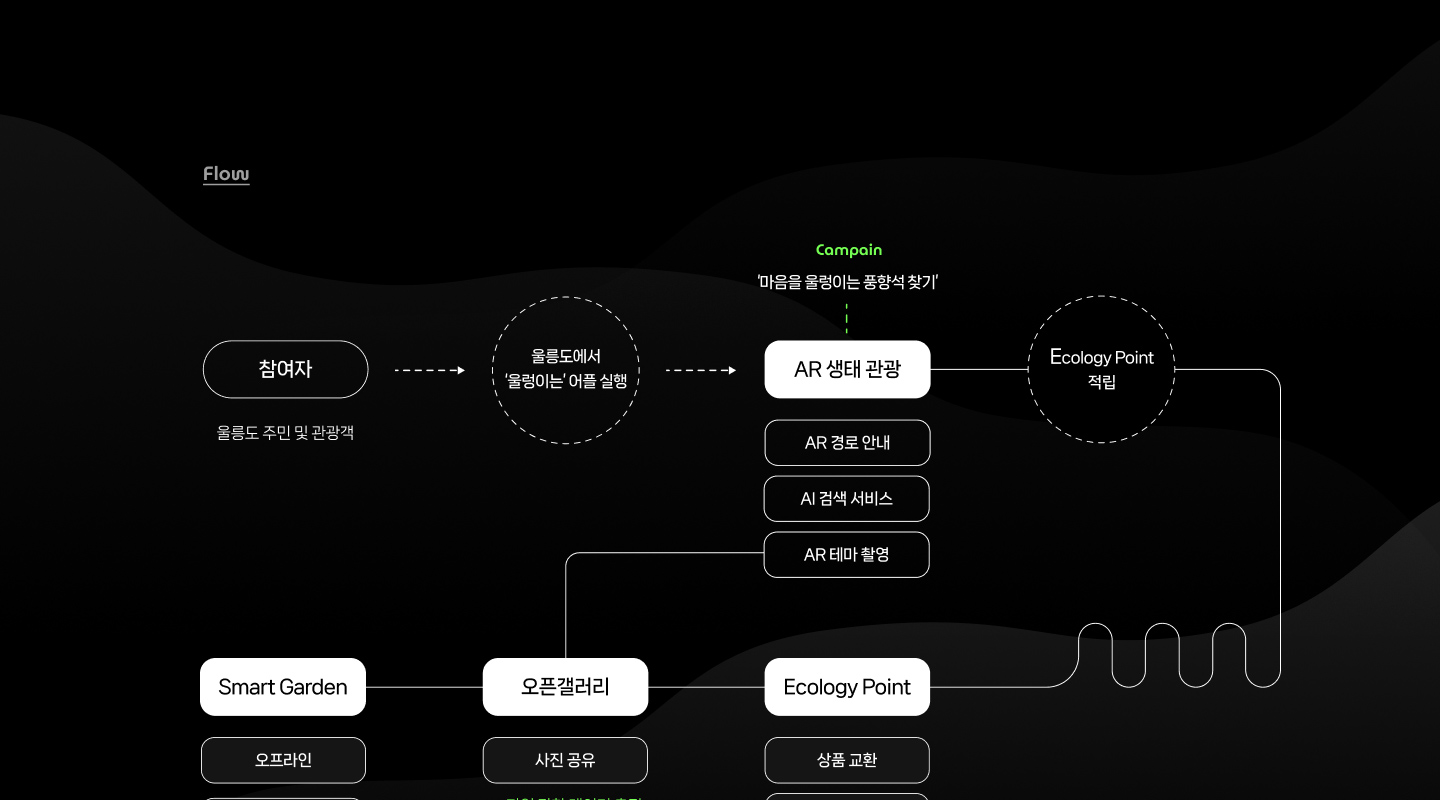 Flow
Campain
'마음을 울렁이는 풍향석 찾기'
참여자
울릉도 주민 및 관광객
울릉도에서
'울렁이는' 어플 실행
AR 생태 관광
Ecology Point
적립
AR 경로 안내
AI 검색 서비스
AR 테마 촬영
Smart Garden
오픈갤러리
Ecology Point
오프라인
사진 공유
상품 교환